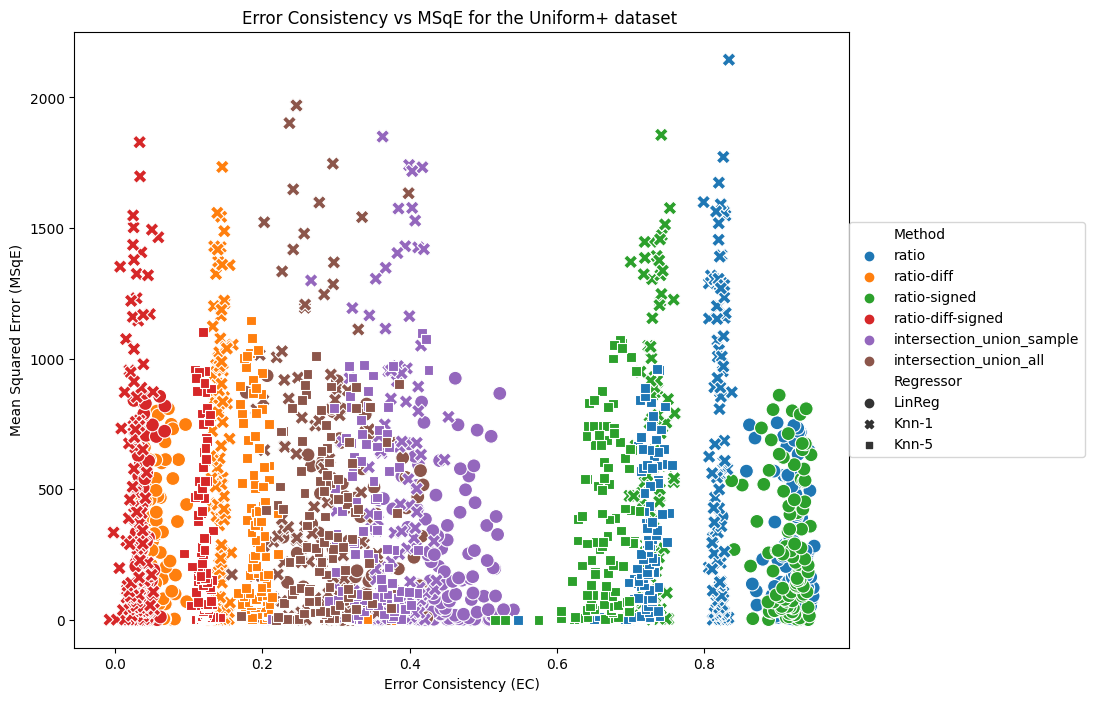 Error Consistency vs MSqE for the Uniform+ dataset
Mean Squared Error (MSqE)
2000
1500
1000
500
0
0.0 0.2 0.4 0.6 0.8
Error Consistency (EC)
Method
ratio
ratio-diff
ratio-signed
ratio-diff-signed
intersection_union_sample
intersection_union_all
Regressor
LinReg
Knn-1
Knn-5